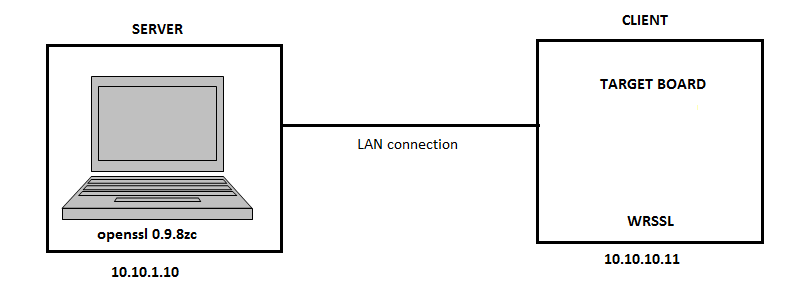 SERVER
CLIENT
TARGET BOARD
LAN connection
WRSSL
openssl 0.9.8zc
10.10.1.10
10.10.10.11